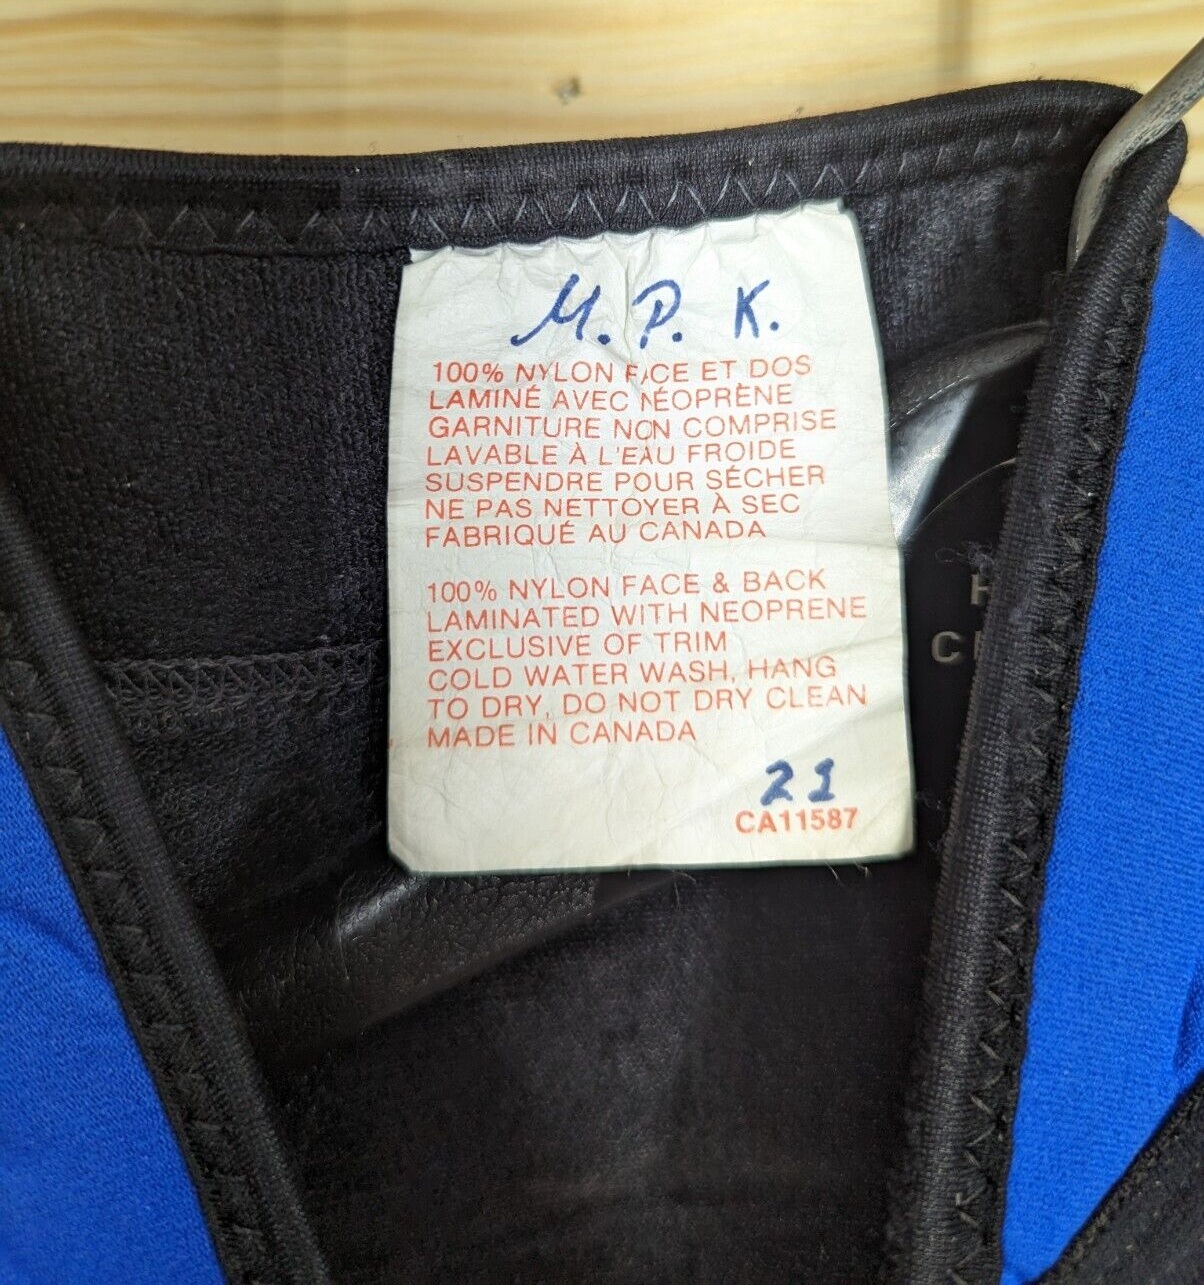 M. P. K.
100% NYLON FACE ET DOS
LAMINÉ AVEC NÉOPRÈNE
GARNITURE NON COMPRISE
LAVABLE À L'EAU FROIDE
SUSPENDRE POUR SÉCHER
NE PAS NETTOYER À SEC
FABRIQUÉ AU CANADA
100% NYLON FACE & BACK
LAMINATED WITH NEOPRENE
EXCLUSIVE OF TRIM
COLD WATER WASH, HANG
TO DRY, DO NOT DRY CLEAN
MADE IN CANADA
21
CA11587